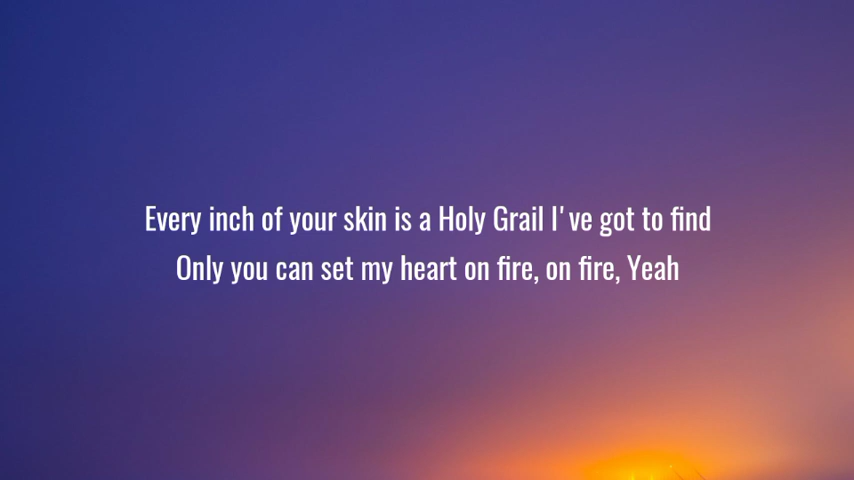 Every inch of your skin is a Holy Grail I've got to find
Only you can set my heart on fire, on fire, Yeah